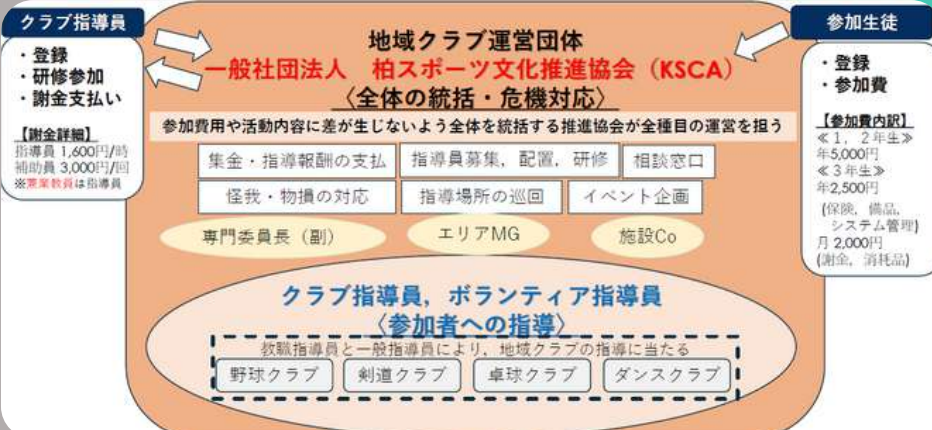 クラブ指導員
・登録
・研修参加
・謝金支払い
【謝金詳細】
指導員 1,600円/時
補助員 3,000円/回
※兼業教員は指導員
地域クラブ運営団体
一般社団法人 柏スポーツ文化推進協会（KSCA）
〈全体の統括・危機対応〉
参加費用や活動内容に差が生じないよう全体を統括する推進協会が全種目の運営を担う
集金・指導報酬の支払
指導員募集，配置，研修
相談窓口
怪我・物損の対応
指導場所の巡回
イベント企画
専門委員長（副）
エリアMG
施設Co
クラブ指導員，ボランティア指導員
〈参加者への指導〉
教職指導員と一般指導員により，地域クラブの指導に当たる
野球クラブ
剣道クラブ
卓球クラブ
ダンスクラブ
参加生徒
・登録
・参加費
【参加費内訳】
≪１，２年生≫
年5,000円
≪３年生≫
年2,500円
(保険，備品，
システム管理)
月 2,000円
(謝金，消耗品)